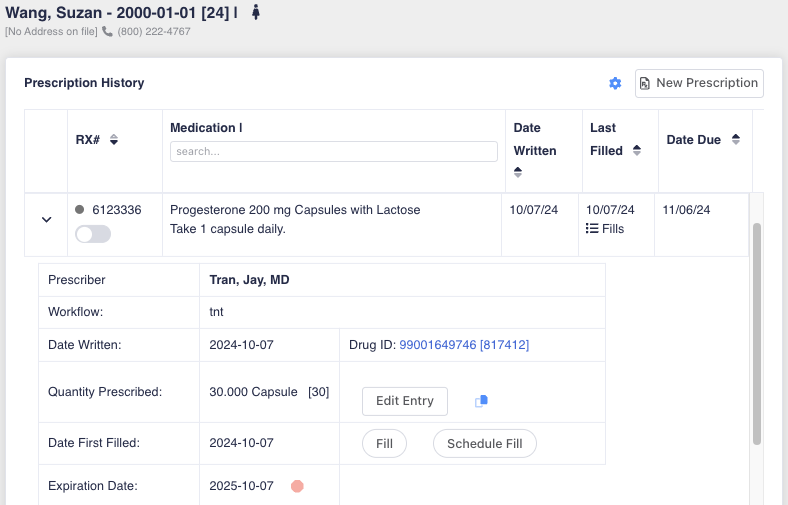 Wang, Suzan - 2000-01-01 [24] |
[No Address on file] (800) 222-4767
Prescription History
New Prescription
RX#
Medication |
search...
Date Written
Last Filled
Date Due
6123336
Progesterone 200 mg Capsules with Lactose
Take 1 capsule daily.
10/07/24
10/07/24
Fills
11/06/24
Prescriber Tran, Jay, MD
Workflow: tnt
Date Written: 2024-10-07 Drug ID: 99001649746 [817412]
Quantity Prescribed: 30.000 Capsule [30] Edit Entry
Date First Filled: 2024-10-07 Fill Schedule Fill
Expiration Date: 2025-10-07